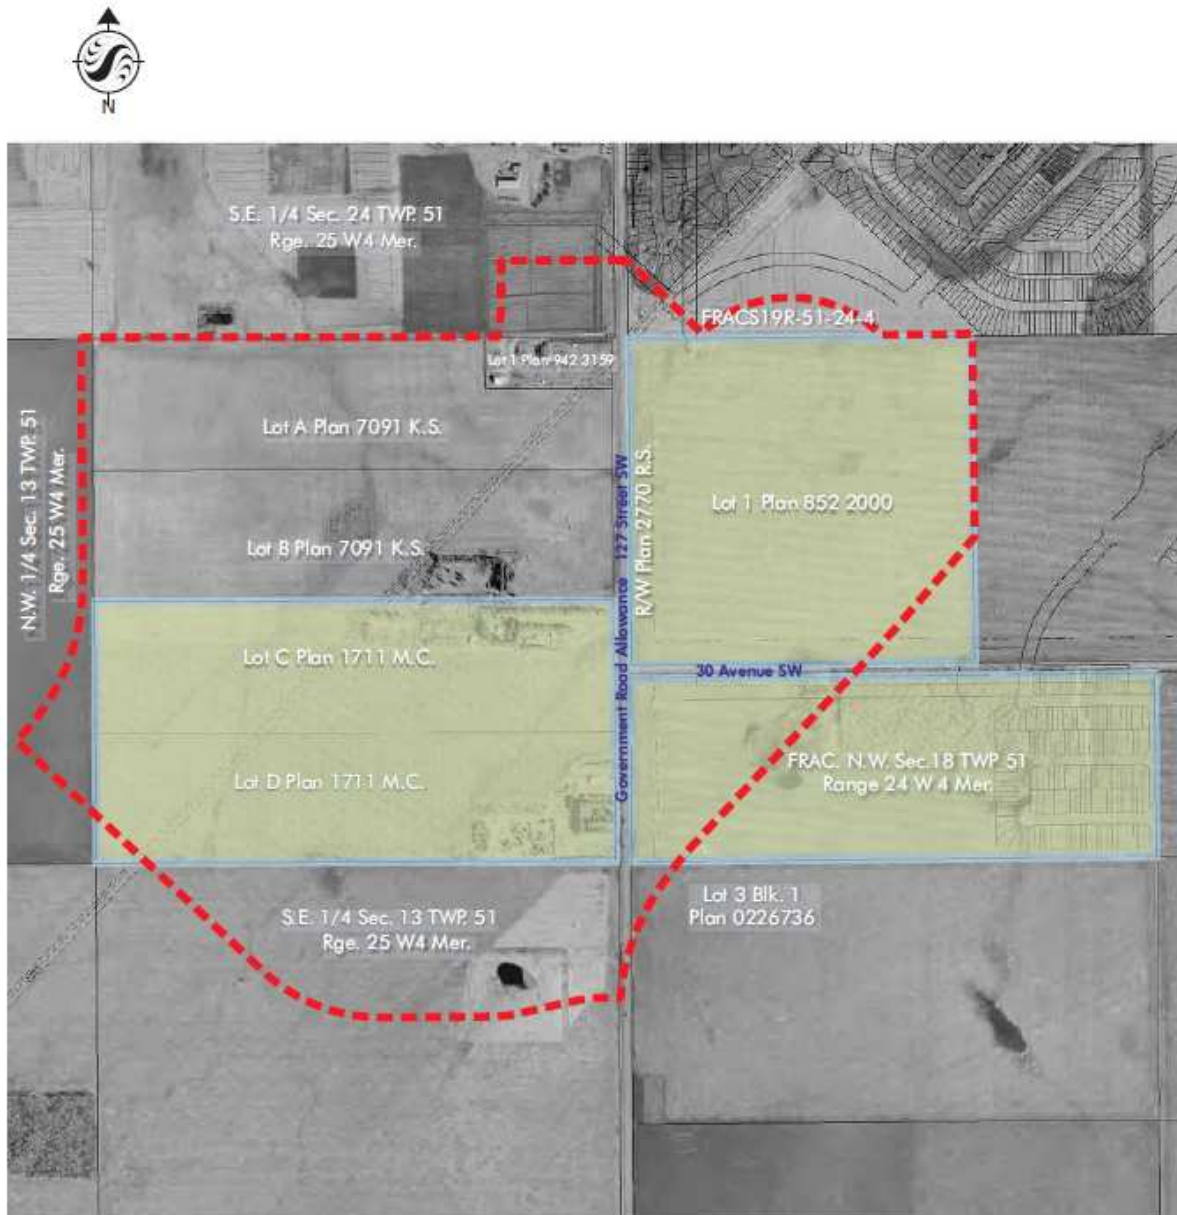 N
S.E. 1/4 Sec. 24 TWP. 51
Rge. 25 W4 Mer.
FRACS19R-51-24-4
Lot 1 Plan 942 3159
Lot A Plan 7091 K.S.
N.W. 1/4 Sec. 13 TWP. 51
Rge. 25 W4 Mer.
Government Road Allowance 127 Street SW
R/W Plan 2770 R.S.
Lot 1 Plan 852 2000
Lot B Plan 7091 K.S.
Lot C Plan 1711 M.C.
30 Avenue SW
Lot D Plan 1711 M.C.
FRAC. N.W. Sec.18 TWP 51
Range 24 W 4 Mer.
S.E. 1/4 Sec. 13 TWP. 51
Rge. 25 W4 Mer.
Lot 3 Blk. 1
Plan 0226736